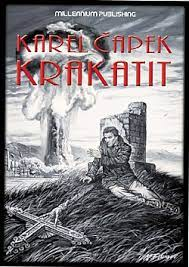 MILLENNIUM PUBLISHING
KAREL ČAPEK
KRAKATIT